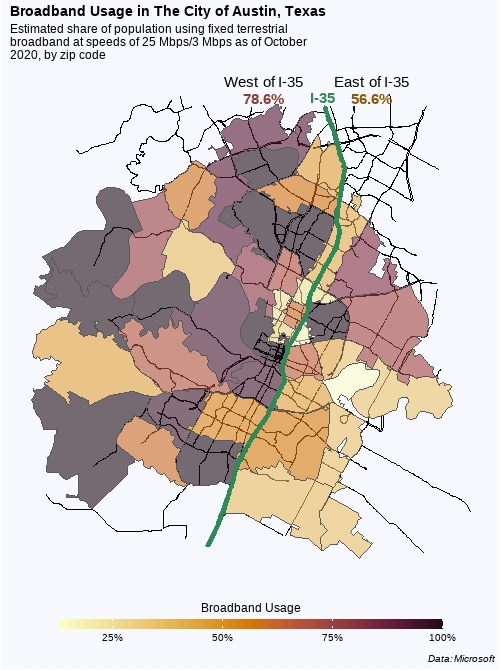 Broadband Usage in The City of Austin, Texas
Estimated share of population using fixed terrestrial
broadband at speeds of 25 Mbps/3 Mbps as of October
2020, by zip code
West of I-35 East of I-35
78.6% I-35 56.6%
Broadband Usage
25% 50% 75% 100%
Data: Microsoft